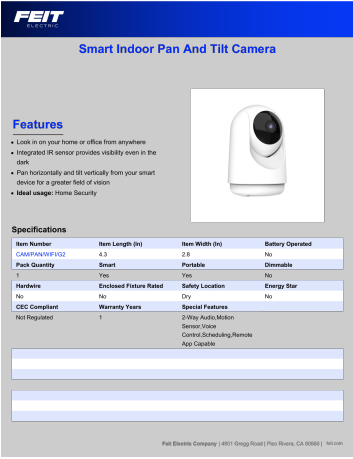 FEIT
ELECTRIC
Smart Indoor Pan And Tilt Camera
Features
Look in on your home or office from anywhere
Integrated IR sensor provides visibility even in the
dark
Pan horizontally and tilt vertically from your smart
device for a greater field of vision
Ideal usage: Home Security
Specifications
Item Number Item Length (In) Item Width (In) Battery Operated
CAM/PAN/WIFI/G2 4.3 2.8 No
Pack Quantity Smart Portable Dimmable
1 Yes Yes No
Hardwire Enclosed Fixture Rated Safety Location Energy Star
No No Dry No
CEC Compliant Warranty Years Special Features
Not Regulated 1 2-Way Audio,Motion
Sensor,Voice
Control,Scheduling,Remote
App Capable
Feit Electric Company | 4901 Gregg Road | Pico Rivera, CA 90660 | feit.com